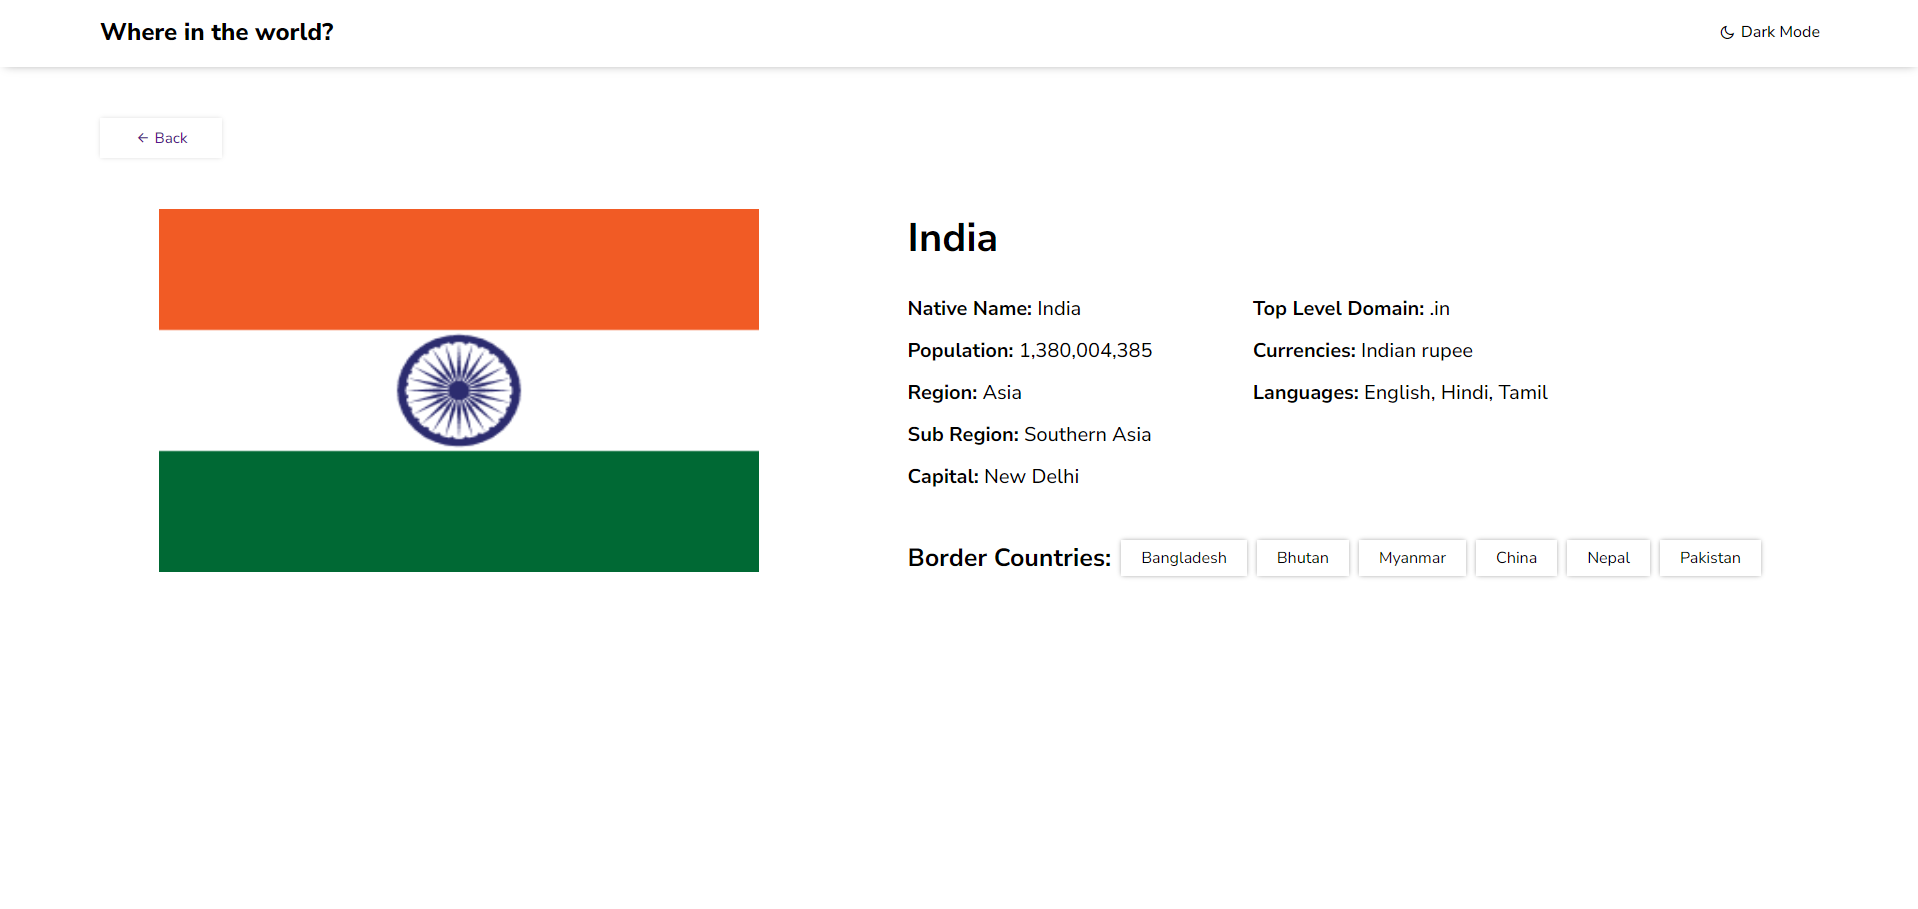 Where in the world?
Dark Mode
← Back
India
Native Name: India
Population: 1,380,004,385
Region: Asia
Sub Region: Southern Asia
Capital: New Delhi
Top Level Domain: .in
Currencies: Indian rupee
Languages: English, Hindi, Tamil
Border Countries: Bangladesh Bhutan Myanmar China Nepal Pakistan